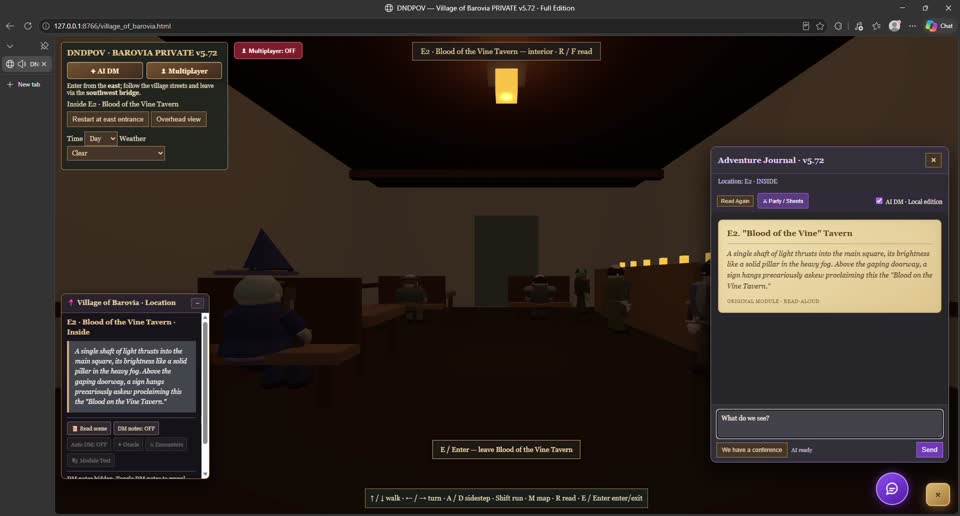 DNDPOV — Village of Barovia PRIVATE v5.72 - Full Edition
127.0.0.1:8766/village_of_barovia.html
Chat
DN
New tab
DNDPOV · BAROVIA PRIVATE v5.72
AI DM
Multiplayer
Enter from the east; follow the village streets and leave
via the southwest bridge.
Inside E2 · Blood of the Vine Tavern
Restart at east entrance
Overhead view
Time Day Weather
Clear
Multiplayer: OFF
E2 · Blood of the Vine Tavern — interior · R / F read
Village of Barovia · Location
E2 · Blood of the Vine Tavern ·
Inside
A single shaft of light thrusts into the
main square, its brightness like a solid
pillar in the heavy fog. Above the
gaping doorway, a sign hangs
precariously askew proclaiming this
the "Blood on the Vine Tavern."
Read scene
DM notes: OFF
Auto DM: OFF
+ Oracle
Encounters
Module Text
DM notes hidden. Toggle DM notes to reveal
E / Enter — leave Blood of the Vine Tavern
↑ / ↓ walk · ← / → turn · A / D sidestep · Shift run · M map · R read · E / Enter enter/exit
Adventure Journal · v5.72
Location: E2 · INSIDE
Read Again
Party / Sheets
AI DM · Local edition
E2. "Blood of the Vine" Tavern
A single shaft of light thrusts into the main square, its brightness
like a solid pillar in the heavy fog. Above the gaping doorway, a
sign hangs precariously askew proclaiming this the "Blood on the
Vine Tavern."
ORIGINAL MODULE · READ-ALOUD
What do we see?
We have a conference
AI ready
Send